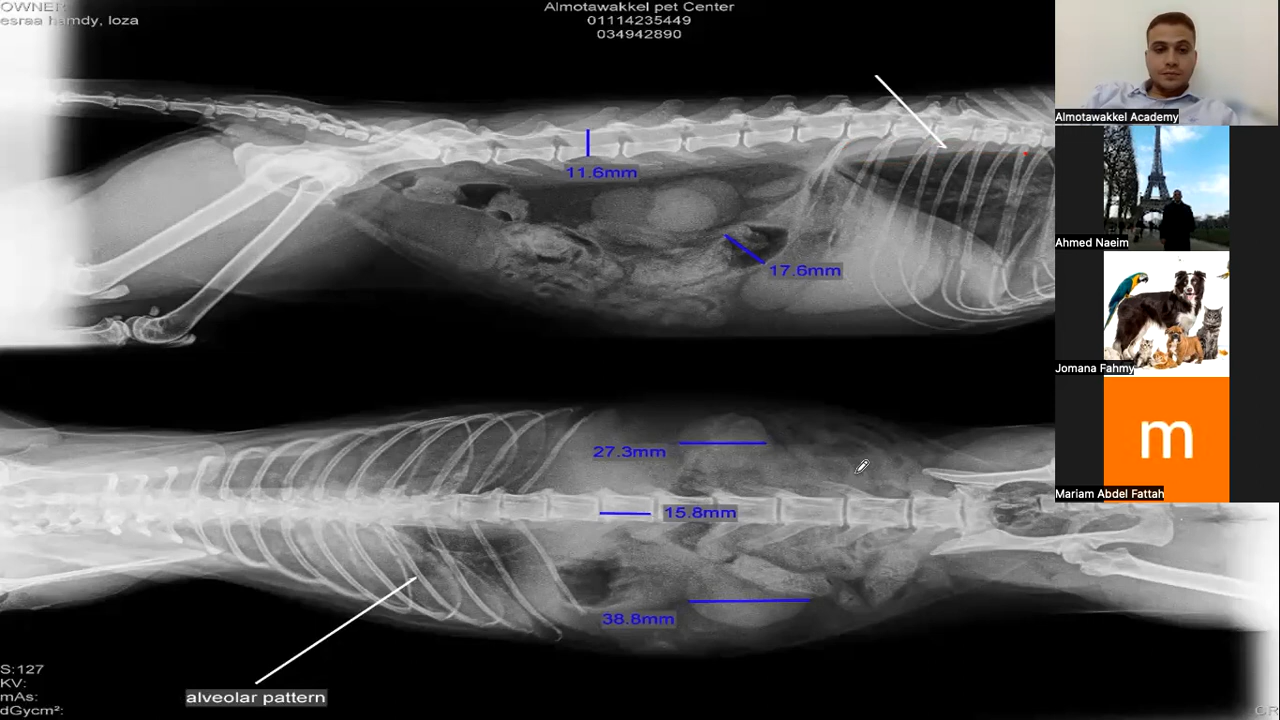 OWNER
esraa hamdy, loza
Almotawakkel pet Center
01114235449
034942890
11.6mm
17.6mm
27.3mm
15.8mm
38.8mm
alveolar pattern
S:127
KV:
mAs:
dGycm²:
CR
Almotawakkel Academy
Ahmed Naeim
Jomana Fahmy
m
Mariam Abdel Fattah